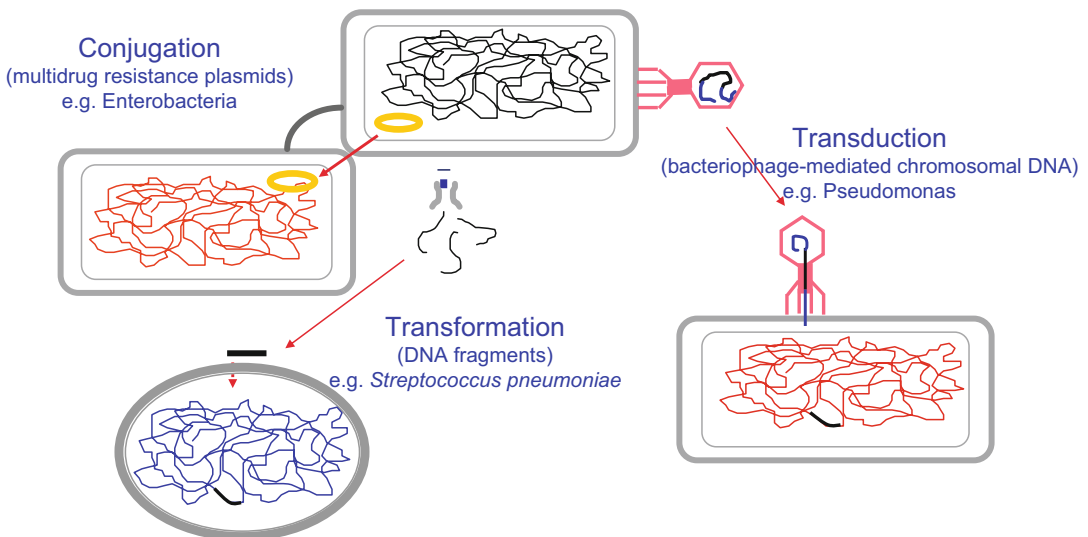 Conjugation
(multidrug resistance plasmids)
e.g. Enterobacteria
Transduction
(bacteriophage-mediated chromosomal DNA)
e.g. Pseudomonas
Transformation
(DNA fragments)
e.g. Streptococcus pneumoniae